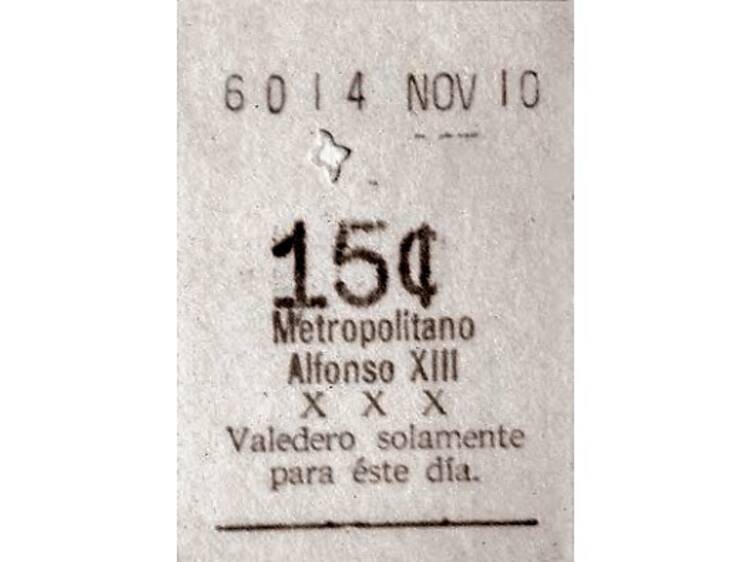 6014 NOV 10
15¢
Metropolitano
Alfonso XIII
X X X
Valedero solamente
para éste día.